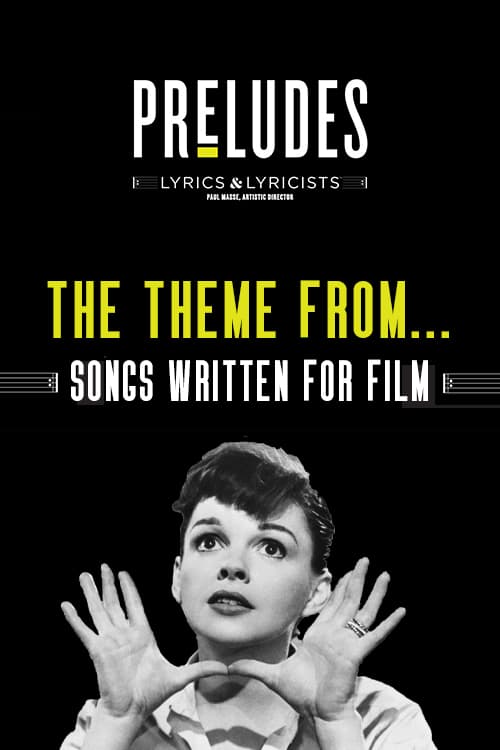 PRELUDES
LYRICS & LYRICISTS
PAUL MASSE, ARTISTIC DIRECTOR
THE THEME FROM...
SONGS WRITTEN FOR FILM